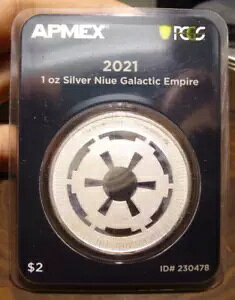 APMEX® PCGS
2021
1 oz Silver Niue Galactic Empire
$2 ID# 230478